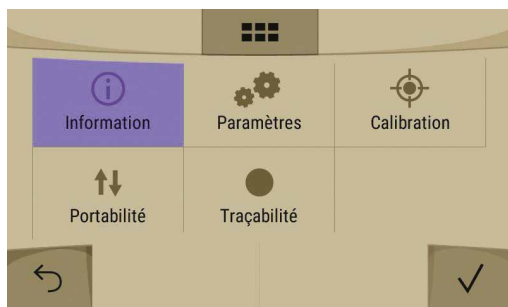 Information
Paramètres
Calibration
Portabilité
Traçabilité